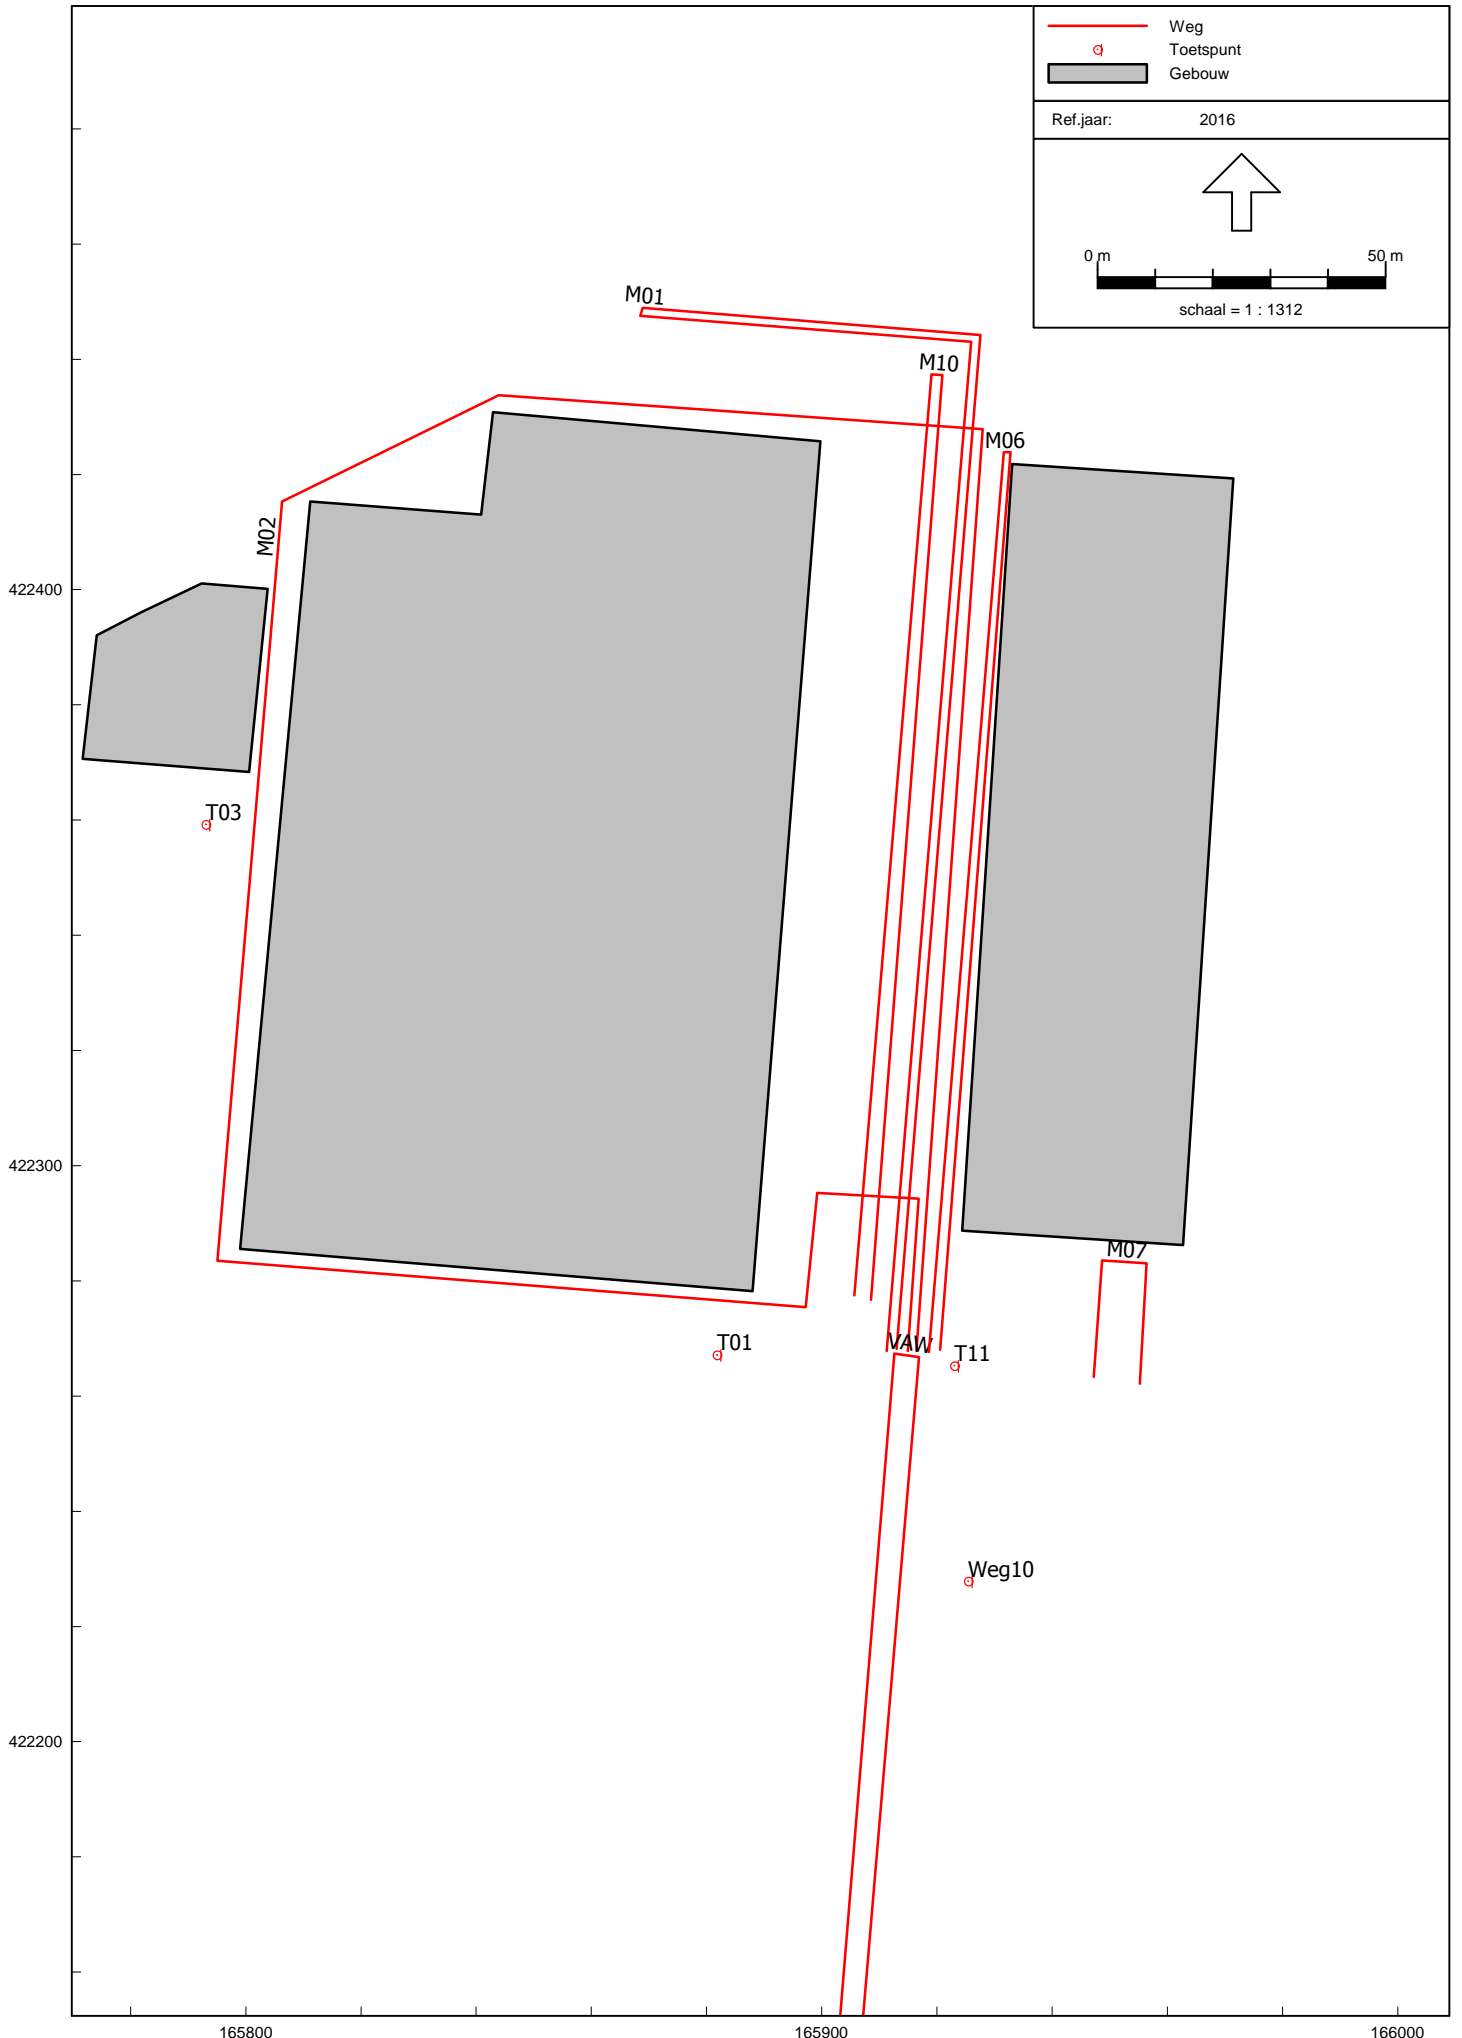 Weg
Toetspunt
Gebouw
Ref.jaar: 2016
0 m 50 m
schaal = 1 : 1312
M01
M10
M06
M02
422400
T03
422300
M07
T01
VAW
T11
Weg10
422200
165800 165900 166000